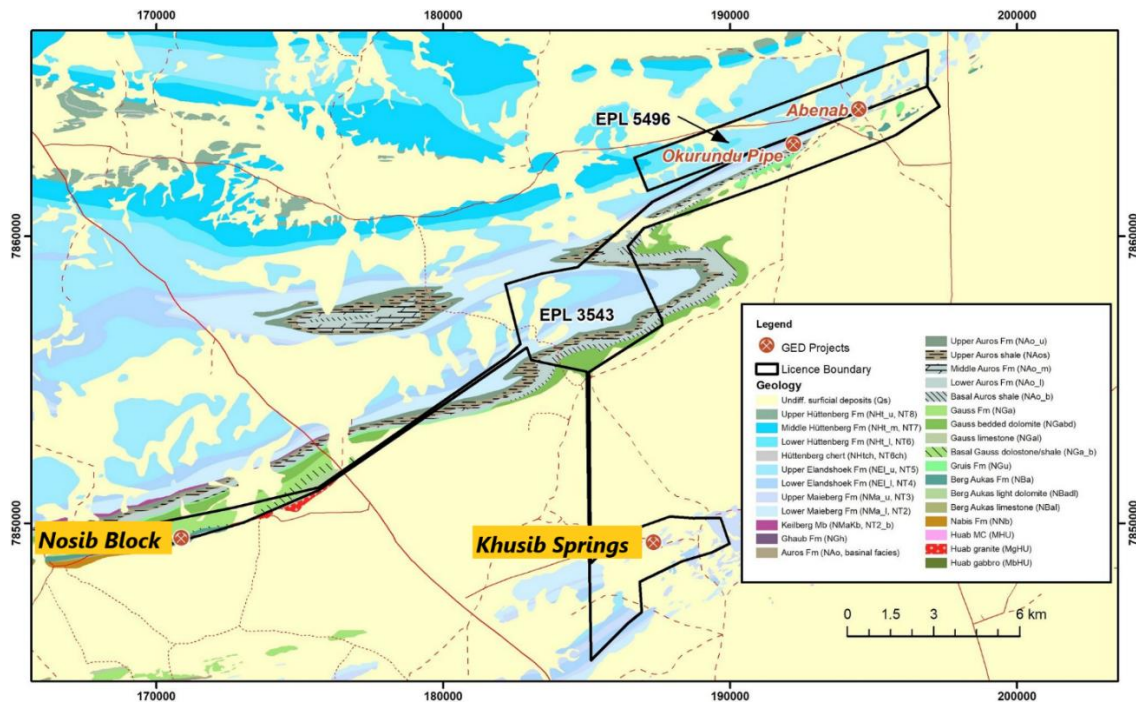 170000 180000 190000 200000
Abenab
EPL 5496
Okurundu Pipe
7860000 7860000
EPL 3543
Legend
GED Projects
Licence Boundary
Geology
Undiff. surficial deposits (Qs)
Upper Hüttenberg Fm (NHt_u, NT8)
Middle Hüttenberg Fm (NHt_m, NT7)
Lower Hüttenberg Fm (NHt_l, NT6)
Hüttenberg chert (NHtch, NT6ch)
Upper Elandshoek Fm (NEl_u, NT5)
Lower Elandshoek Fm (NEl_l, NT4)
Upper Maieberg Fm (NMa_u, NT3)
Lower Maieberg Fm (NMa_l, NT2)
Keilberg Mb (NMaKb, NT2_b)
Ghaub Fm (NGh)
Auros Fm (NAo, basinal facies)
Upper Auros Fm (NAo_u)
Upper Auros shale (NAos)
Middle Auros Fm (NAo_m)
Lower Auros Fm (NAo_l)
Basal Auros shale (NAo_b)
Gauss Fm (NGa)
Gauss bedded dolomite (NGabd)
Gauss limestone (NGal)
Basal Gauss dolostone/shale (NGa_b)
Gruis Fm (NGu)
Berg Aukas Fm (NBa)
Berg Aukas light dolomite (NBadl)
Berg Aukas limestone (NBal)
Nabis Fm (NNb)
Huab MC (MHU)
Huab granite (MgHU)
Huab gabbro (MbHU)
7850000 7850000
Nosib Block
Khusib Springs
0 1.5 3 6 km
170000 180000 190000 200000